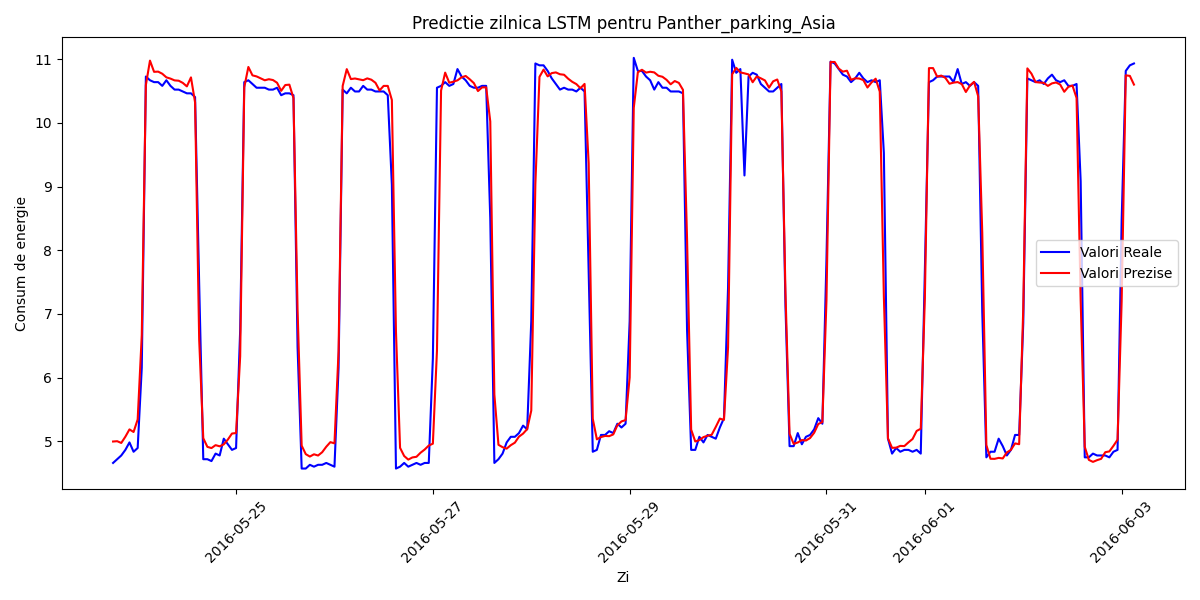 Predictie zilnica LSTM pentru Panther_parking_Asia
Consum de energie
11
10
9
8
7
6
5
Valori Reale
Valori Prezise
2016-05-25
2016-05-27
2016-05-29
2016-05-31
2016-06-01
2016-06-03
Zi